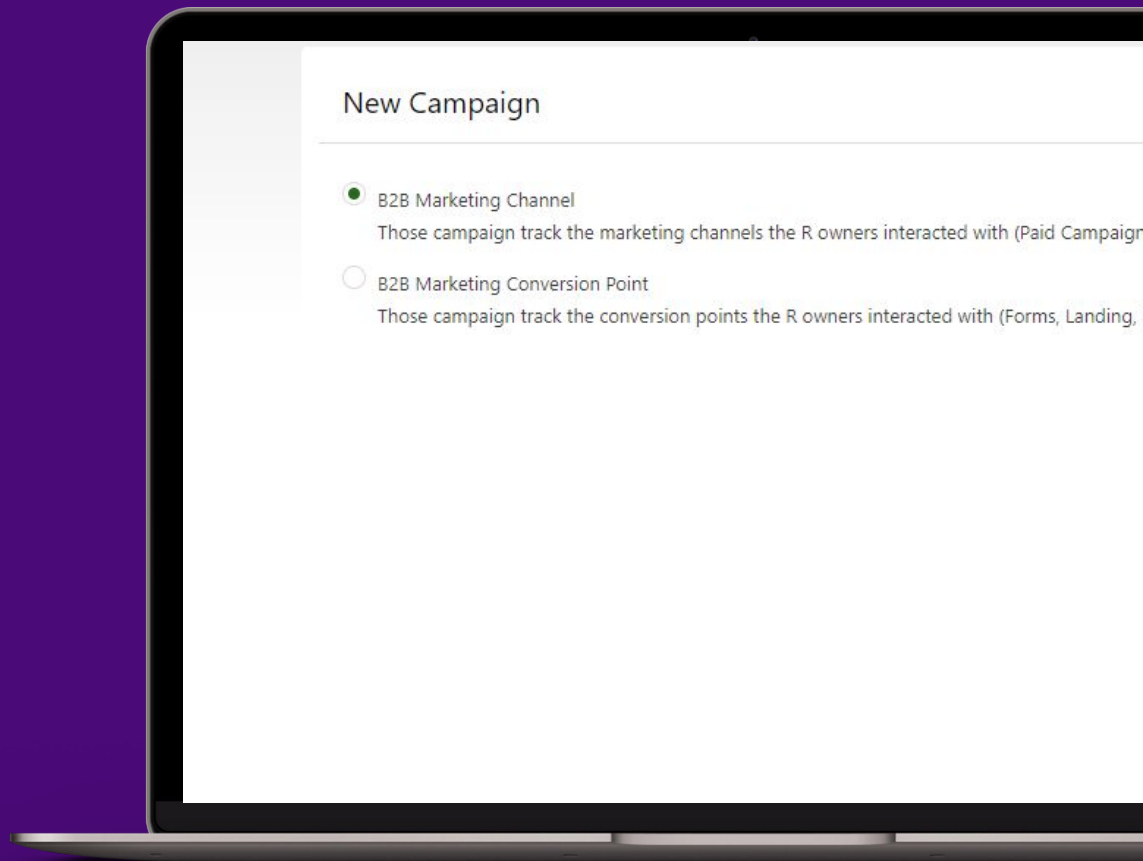 New Campaign
B2B Marketing Channel
Those campaign track the marketing channels the R owners interacted with (Paid Campaign
B2B Marketing Conversion Point
Those campaign track the conversion points the R owners interacted with (Forms, Landing,